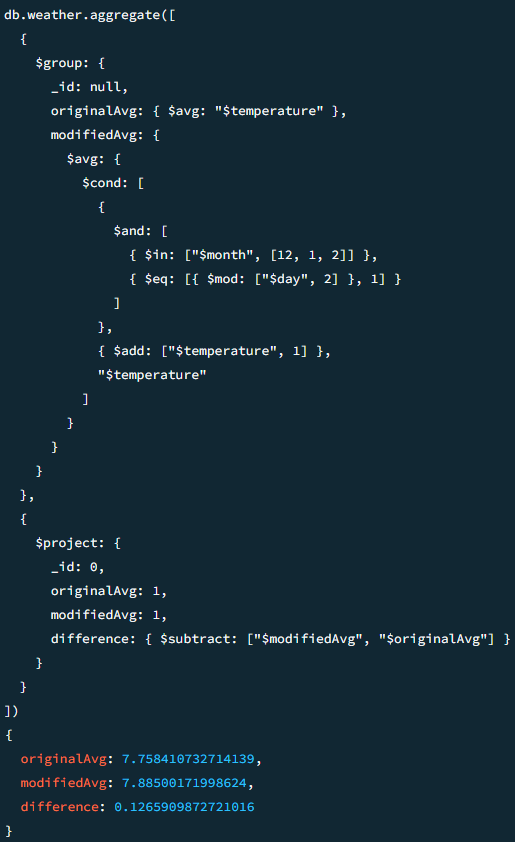 db.weather.aggregate([
  {
    $group: {
      _id: null,
      originalAvg: { $avg: "$temperature" },
      modifiedAvg: {
        $avg: {
          $cond: [
            {
              $and: [
                { $in: ["$month", [12, 1, 2]] },
                { $eq: [{ $mod: ["$day", 2] }, 1] }
              ]
            },
            { $add: ["$temperature", 1] },
            "$temperature"
          ]
        }
      }
    }
  },
  {
    $project: {
      _id: 0,
      originalAvg: 1,
      modifiedAvg: 1,
      difference: { $subtract: ["$modifiedAvg", "$originalAvg"] }
    }
  }
])
{
  originalAvg: 7.758410732714139,
  modifiedAvg: 7.88500171998624,
  difference: 0.1265909872721016
}